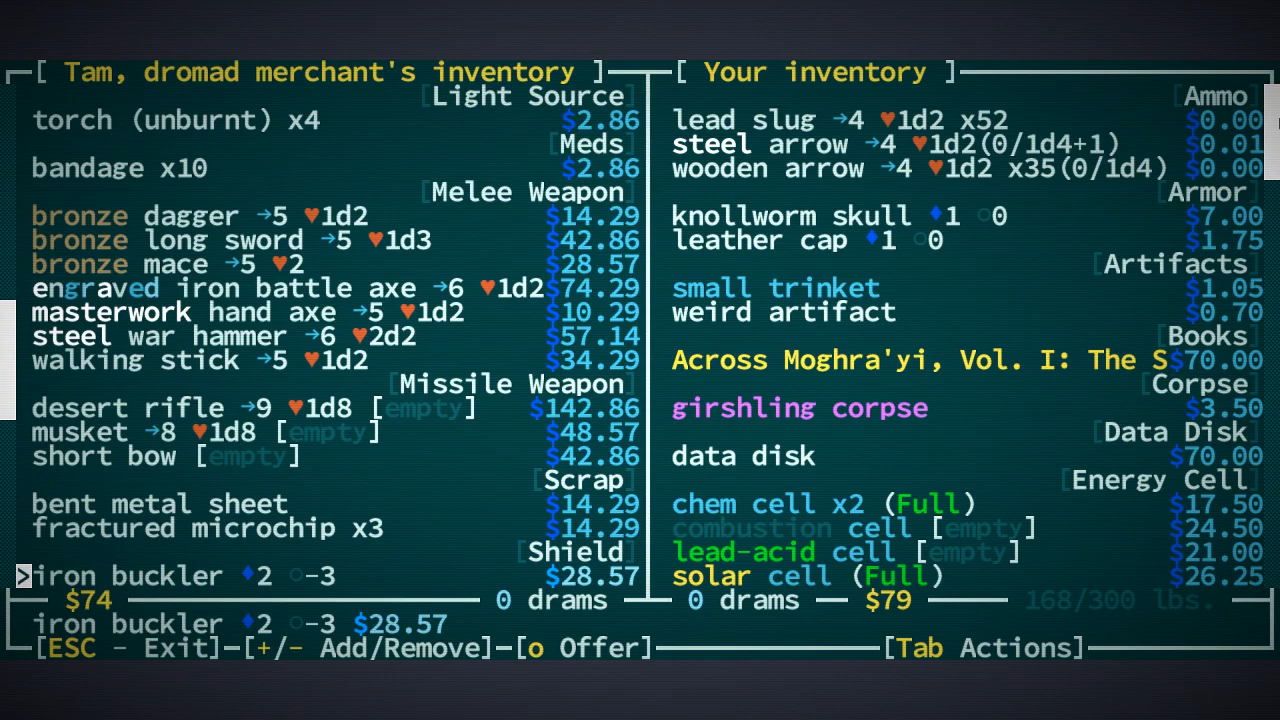 [ Tam, dromad merchant's inventory ]
[Light Source]
torch (unburnt) x4 $2.86
[Meds]
bandage x10 $2.86
[Melee Weapon]
bronze dagger →5 ♥1d2 $14.29
bronze long sword →5 ♥1d3 $42.86
bronze mace →5 ♥2 $28.57
engraved iron battle axe →6 ♥1d2 $74.29
masterwork hand axe →5 ♥1d2 $10.29
steel war hammer →6 ♥2d2 $57.14
walking stick →5 ♥1d2 $34.29
[Missile Weapon]
desert rifle →9 ♥1d8 [empty] $142.86
musket →8 ♥1d8 [empty] $48.57
short bow [empty] $42.86
[Scrap]
bent metal sheet $14.29
fractured microchip x3 $14.29
[Shield]
>iron buckler ♦2 ○-3 $28.57
$74 0 drams
[ Your inventory ]
[Ammo]
lead slug →4 ♥1d2 x52 $0.00
steel arrow →4 ♥1d2(0/1d4+1) $0.01
wooden arrow →4 ♥1d2 x35(0/1d4) $0.00
[Armor]
knollworm skull ♦1 ○0 $7.00
leather cap ♦1 ○0 $1.75
[Artifacts]
small trinket $1.05
weird artifact $0.70
[Books]
Across Moghra'yi, Vol. I: The S$70.00
[Corpse]
girshling corpse $3.50
[Data Disk]
data disk $70.00
[Energy Cell]
chem cell x2 (Full) $17.50
combustion cell [empty] $24.50
lead-acid cell [empty] $21.00
solar cell (Full) $26.25
0 drams $79 168/300 lbs.
iron buckler ♦2 ○-3 $28.57
[ESC - Exit] [+/- Add/Remove] [o Offer] [Tab Actions]